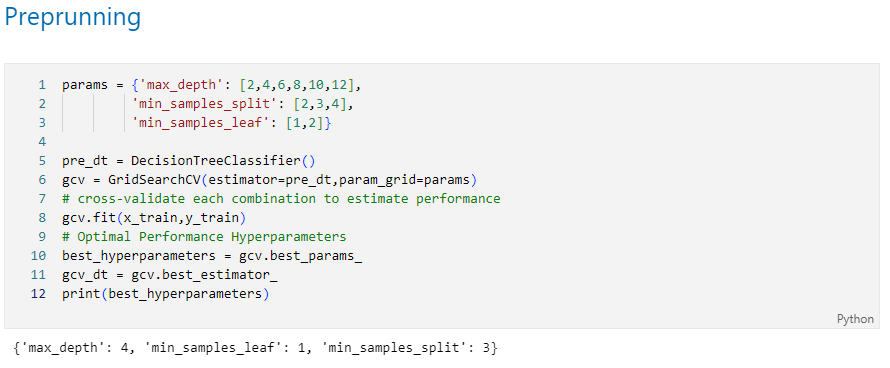 Preprunning
1 params = {'max_depth': [2,4,6,8,10,12],
2 'min_samples_split': [2,3,4],
3 'min_samples_leaf': [1,2]}
4
5 pre_dt = DecisionTreeClassifier()
6 gcv = GridSearchCV(estimator=pre_dt,param_grid=params)
7 # cross-validate each combination to estimate performance
8 gcv.fit(x_train,y_train)
9 # Optimal Performance Hyperparameters
10 best_hyperparameters = gcv.best_params_
11 gcv_dt = gcv.best_estimator_
12 print(best_hyperparameters)
Python
{'max_depth': 4, 'min_samples_leaf': 1, 'min_samples_split': 3}